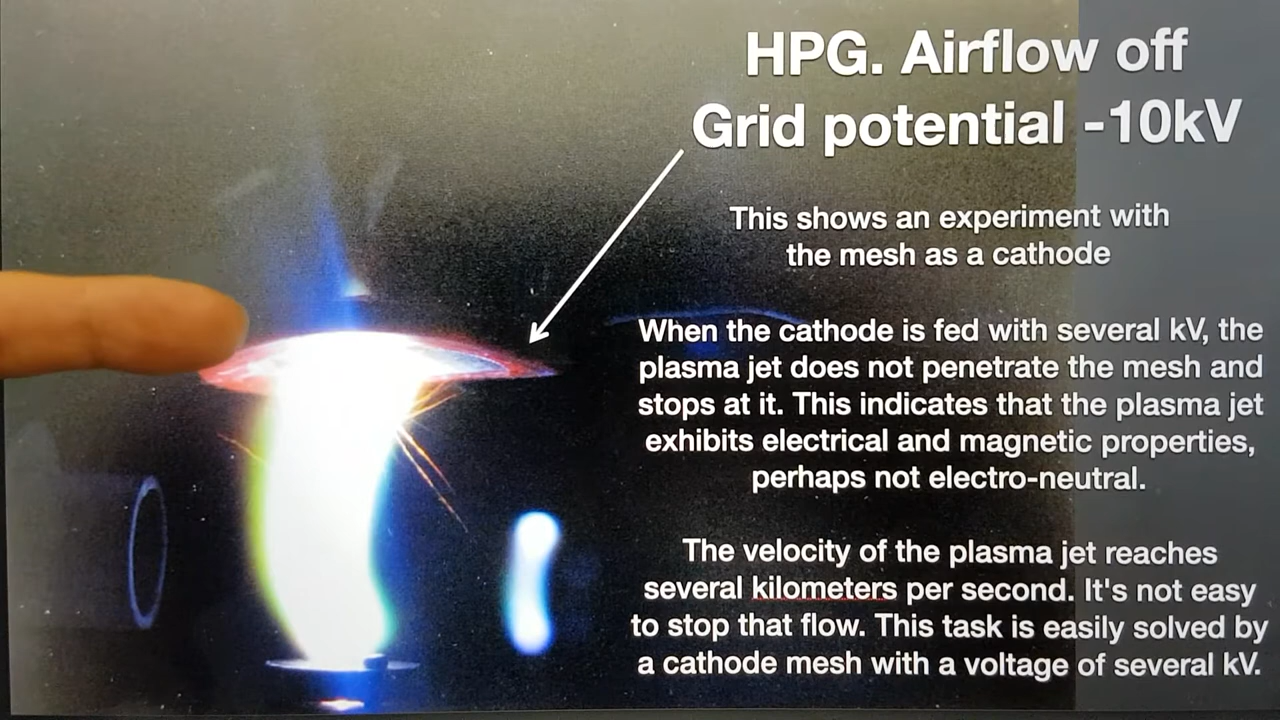 HPG. Airflow off
Grid potential -10kV
This shows an experiment with
the mesh as a cathode
When the cathode is fed with several kV, the
plasma jet does not penetrate the mesh and
stops at it. This indicates that the plasma jet
exhibits electrical and magnetic properties,
perhaps not electro-neutral.
The velocity of the plasma jet reaches
several kilometers per second. It's not easy
to stop that flow. This task is easily solved by
a cathode mesh with a voltage of several kV.